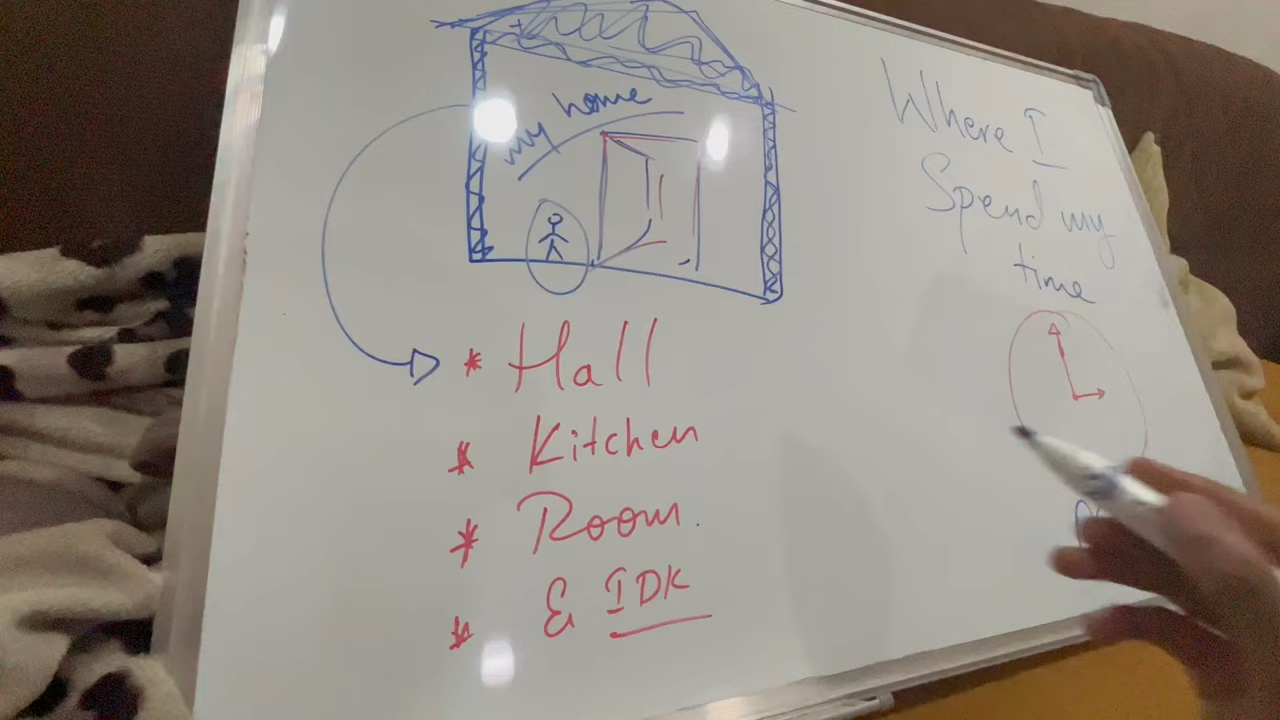 my home
Where I
Spend my
time
* Hall
* Kitchen
* Room.
* & IDK